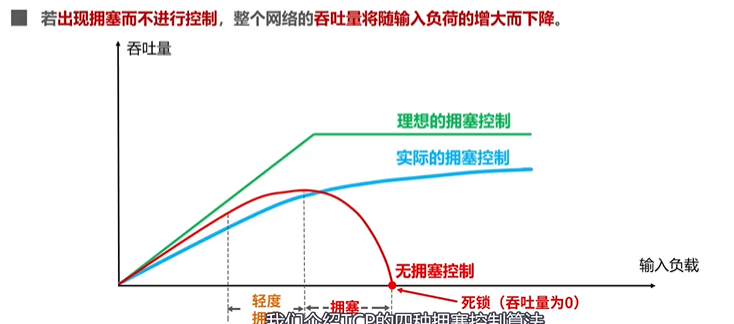 若出现拥塞而不进行控制，整个网络的吞吐量将随输入负荷的增大而下降。
吞吐量
理想的拥塞控制
实际的拥塞控制
无拥塞控制
输入负载
轻度
拥塞
死锁（吞吐量为0）
我们介绍TCP的四种拥塞控制算法